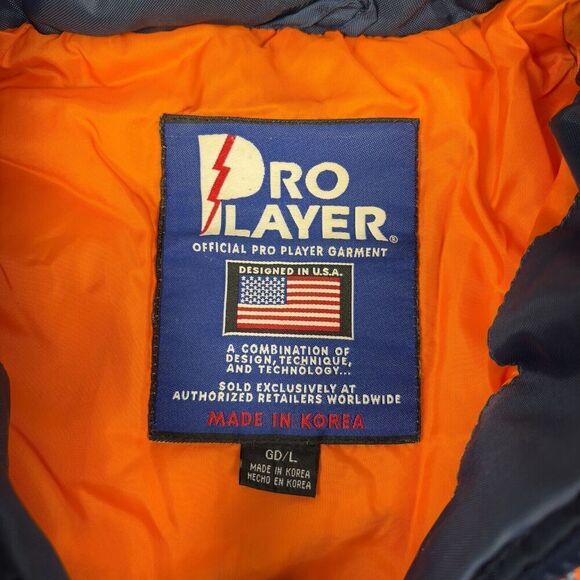 PRO
PLAYER®
OFFICIAL PRO PLAYER GARMENT
DESIGNED IN U.S.A.
A COMBINATION OF
DESIGN, TECHNIQUE,
AND TECHNOLOGY...
SOLD EXCLUSIVELY AT
AUTHORIZED RETAILERS WORLDWIDE
MADE IN KOREA
GD/L
MADE IN KOREA
HECHO EN KOREA